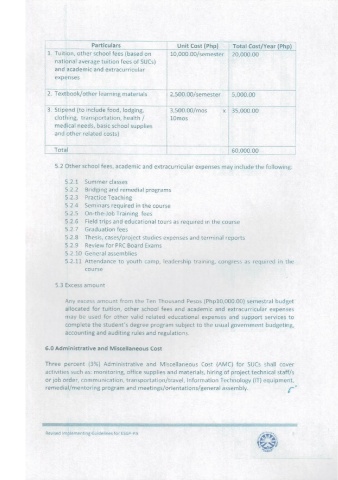 Particulars Unit Cost (Php) Total Cost/Year (Php)
1. Tuition, other school fees (based on 10,000.00/semester 20,000.00
national average tuition fees of SUCs)
and academic and extracurricular
expenses
2. Textbook/other learning materials 2,500.00/semester 5,000.00
3. Stipend (to include food, lodging, 3,500.00/mos x 35,000.00
clothing, transportation, health / 10mos
medical needs, basic school supplies
and other related costs)
Total 60,000.00
5.2 Other school fees, academic and extracurricular expenses may include the following:
5.2.1 Summer classes
5.2.2 Bridging and remedial programs
5.2.3 Practice Teaching
5.2.4 Seminars required in the course
5.2.5 On-the-Job Training fees
5.2.6 Field trips and educational tours as required in the course
5.2.7 Graduation fees
5.2.8 Thesis, cases/project studies expenses and terminal reports
5.2.9 Review for PRC Board Exams
5.2.10 General assemblies
5.2.11 Attendance to youth camp, leadership training, congress as required in the
course
5.3 Excess amount
Any excess amount from the Ten Thousand Pesos (Php10,000.00) semestral budget
allocated for tuition, other school fees and academic and extracurricular expenses
may be used for other valid related educational expenses and support services to
complete the student's degree program subject to the usual government budgeting,
accounting and auditing rules and regulations.
6.0 Administrative and Miscellaneous Cost
Three percent (3%) Administrative and Miscellaneous Cost (AMC) for SUCs shall cover
activities such as: monitoring, office supplies and materials, hiring of project technical staff/s
or job order, communication, transportation/travel, Information Technology (IT) equipment,
remedial/mentoring program and meetings/orientations/general assembly.
Revised Implementing Guidelines for